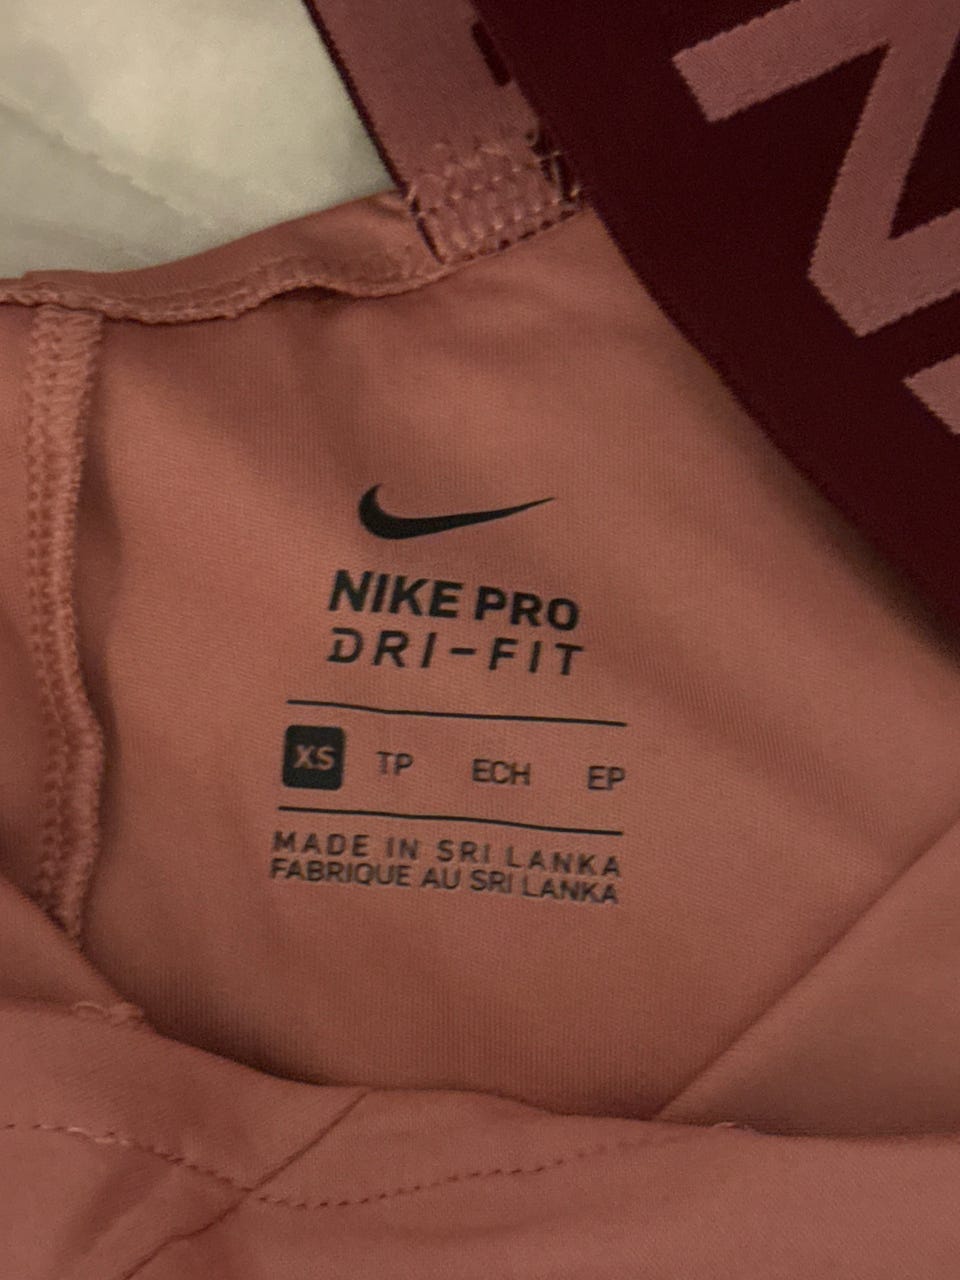 NIKE PRO
DRI-FIT
XS TP ECH EP
MADE IN SRI LANKA
FABRIQUE AU SRI LANKA